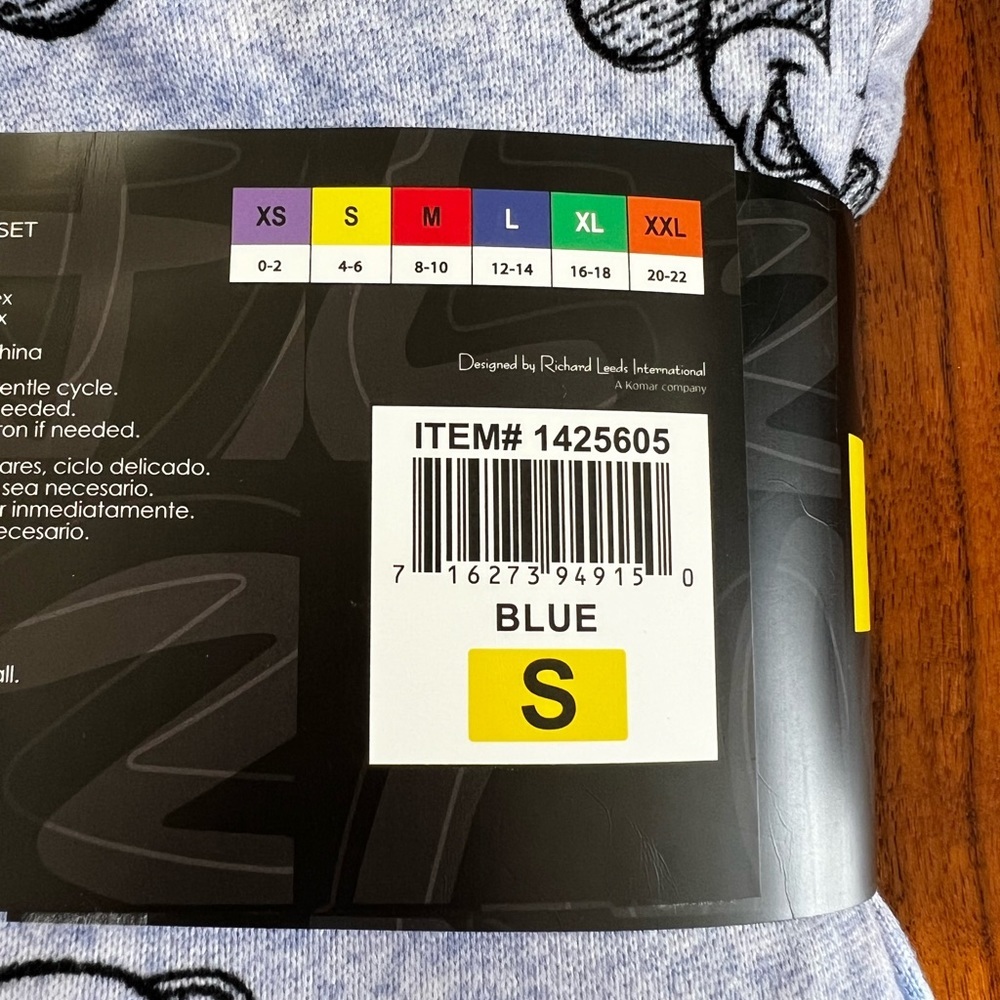 SET
XS S M L XL XXL
0-2 4-6 8-10 12-14 16-18 20-22
Designed by Richard Leeds International
A Komar company
entle cycle.
eeded.
ron if needed.
ares, ciclo delicado.
sea necesario.
r inmediatamente.
ecesario.
all.
ITEM# 1425605
7 16273 94915 0
BLUE
S